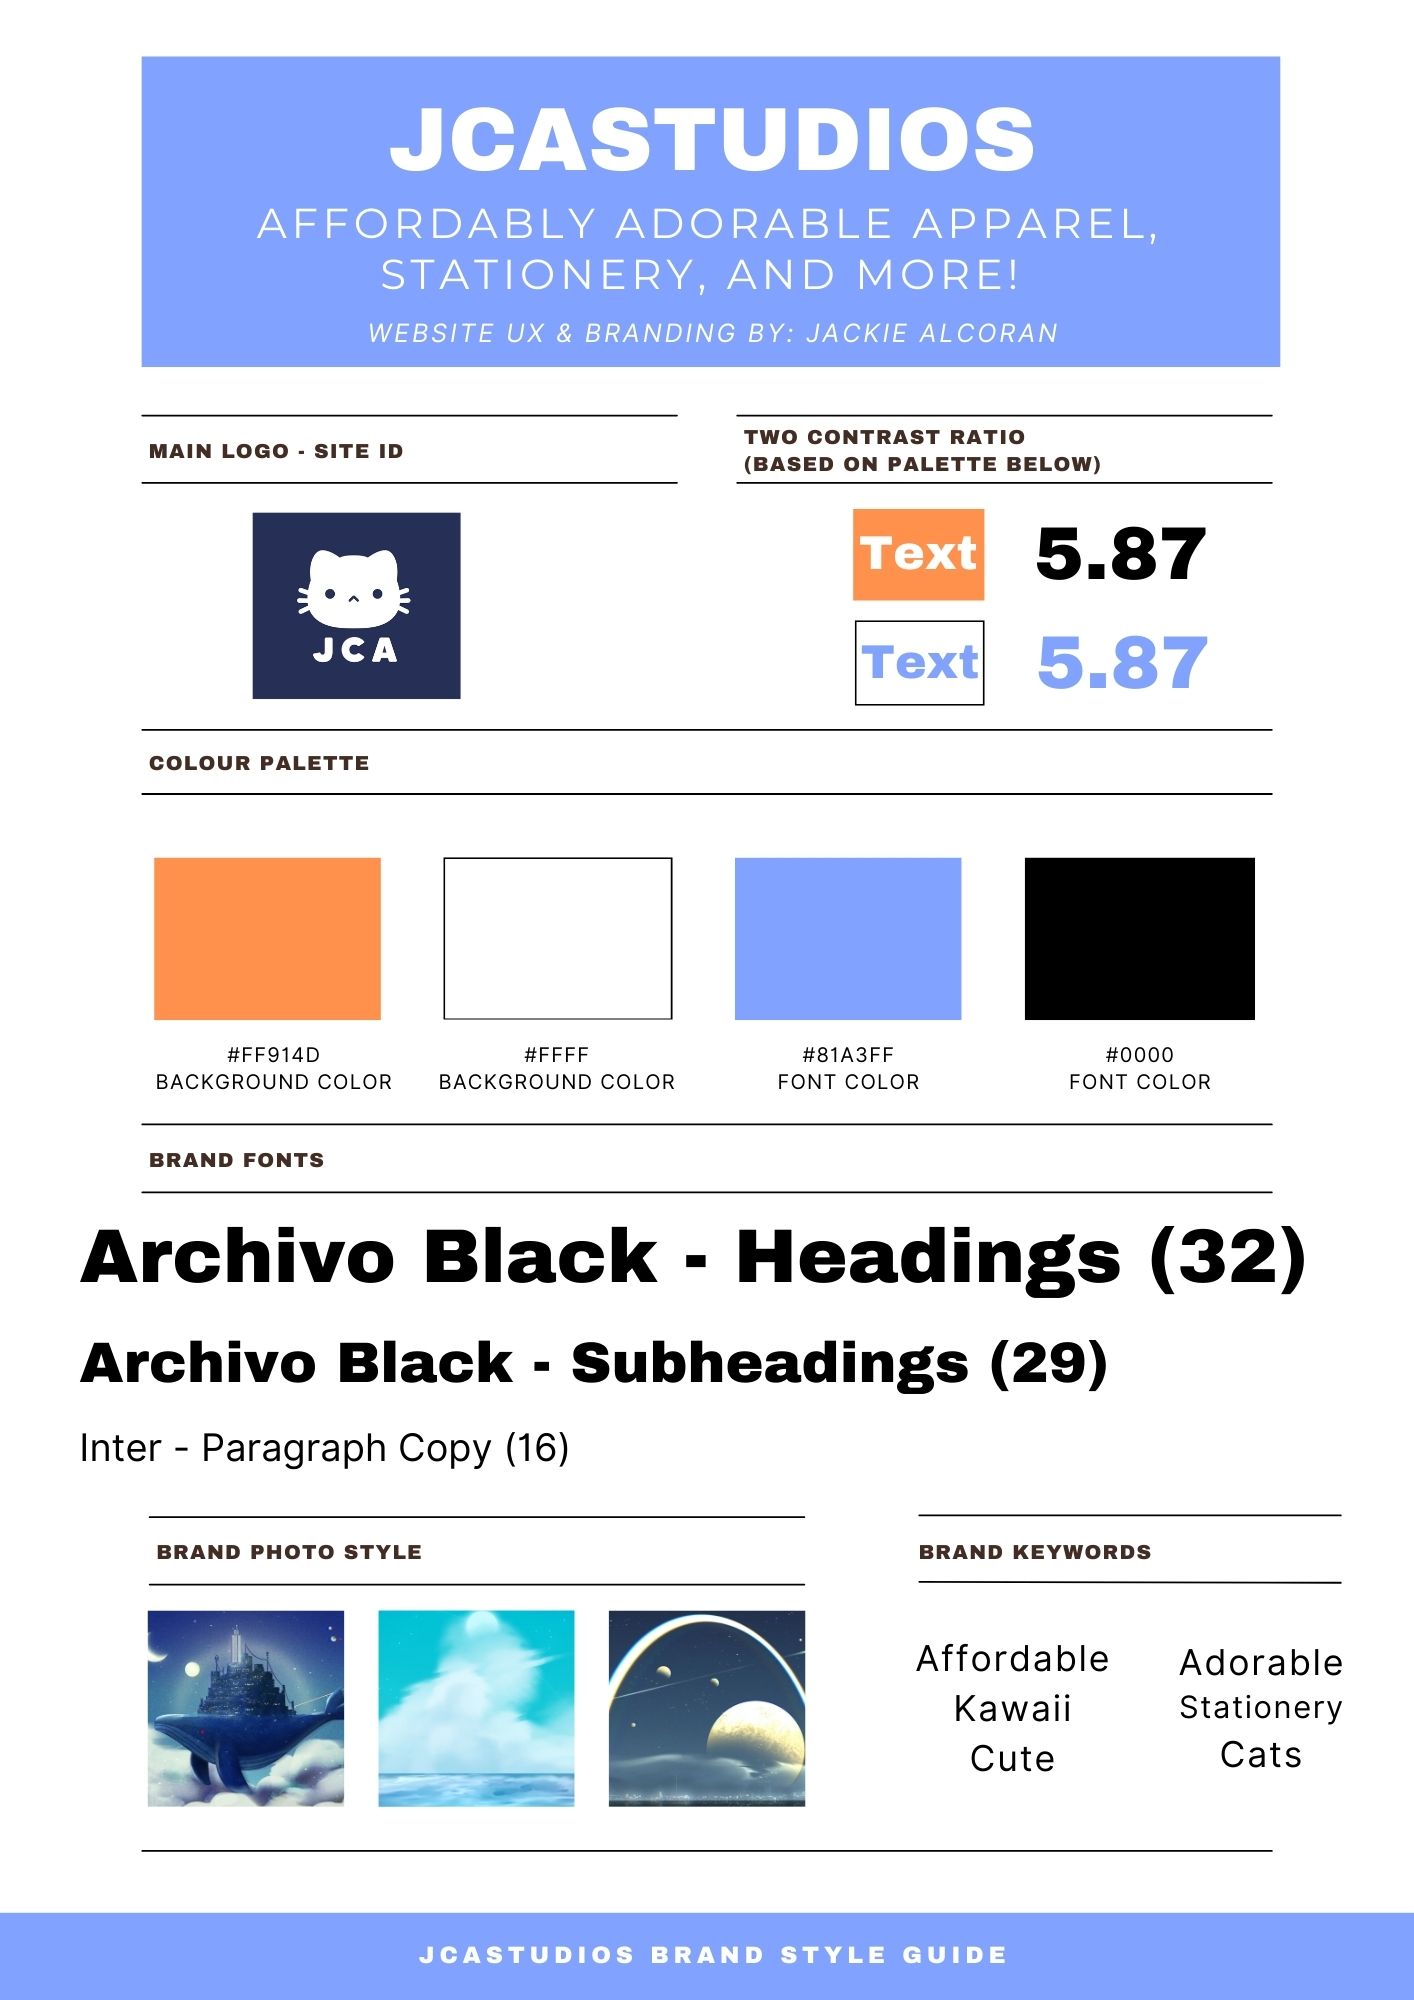 JCASTUDIOS
AFFORDABLY ADORABLE APPAREL,
STATIONERY, AND MORE!
WEBSITE UX & BRANDING BY: JACKIE ALCORAN
MAIN LOGO - SITE ID
JCA
TWO CONTRAST RATIO
(BASED ON PALETTE BELOW)
Text 5.87
Text 5.87
COLOUR PALETTE
#FF914D
BACKGROUND COLOR
#FFFF
BACKGROUND COLOR
#81A3FF
FONT COLOR
#0000
FONT COLOR
BRAND FONTS
Archivo Black - Headings (32)
Archivo Black - Subheadings (29)
Inter - Paragraph Copy (16)
BRAND PHOTO STYLE
BRAND KEYWORDS
Affordable
Kawaii
Cute
Adorable
Stationery
Cats
JCASTUDIOS BRAND STYLE GUIDE